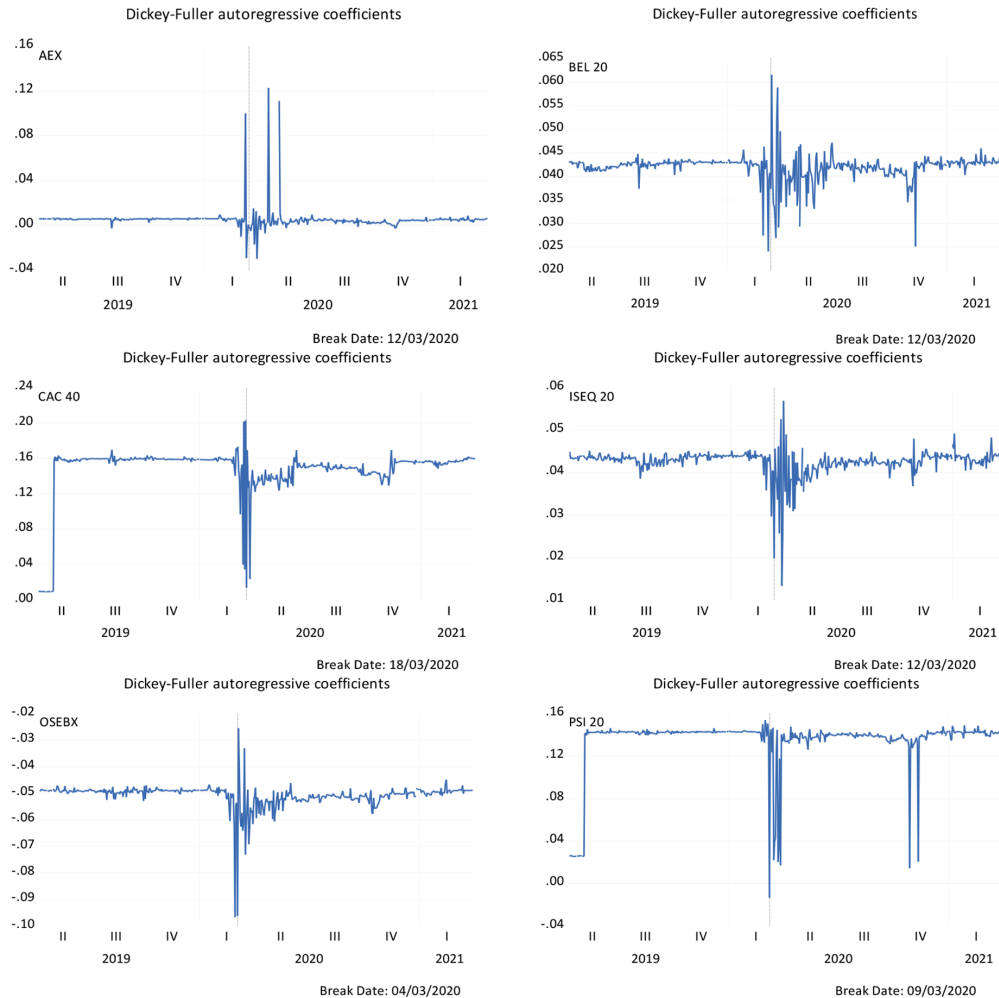 Dickey-Fuller autoregressive coefficients
AEX
.16
.12
.08
.04
.00
-.04
II III IV I II III IV I
2019 2020 2021
Break Date: 12/03/2020
Dickey-Fuller autoregressive coefficients
BEL 20
.065
.060
.055
.050
.045
.040
.035
.030
.025
.020
II III IV I II III IV I
2019 2020 2021
Break Date: 12/03/2020
Dickey-Fuller autoregressive coefficients
CAC 40
.24
.20
.16
.12
.08
.04
.00
II III IV I II III IV I
2019 2020 2021
Break Date: 18/03/2020
Dickey-Fuller autoregressive coefficients
ISEQ 20
.06
.05
.04
.03
.02
.01
II III IV I II III IV I
2019 2020 2021
Break Date: 12/03/2020
Dickey-Fuller autoregressive coefficients
OSEBX
-.02
-.03
-.04
-.05
-.06
-.07
-.08
-.09
-.10
II III IV I II III IV I
2019 2020 2021
Break Date: 04/03/2020
Dickey-Fuller autoregressive coefficients
PSI 20
.16
.12
.08
.04
.00
-.04
II III IV I II III IV I
2019 2020 2021
Break Date: 09/03/2020